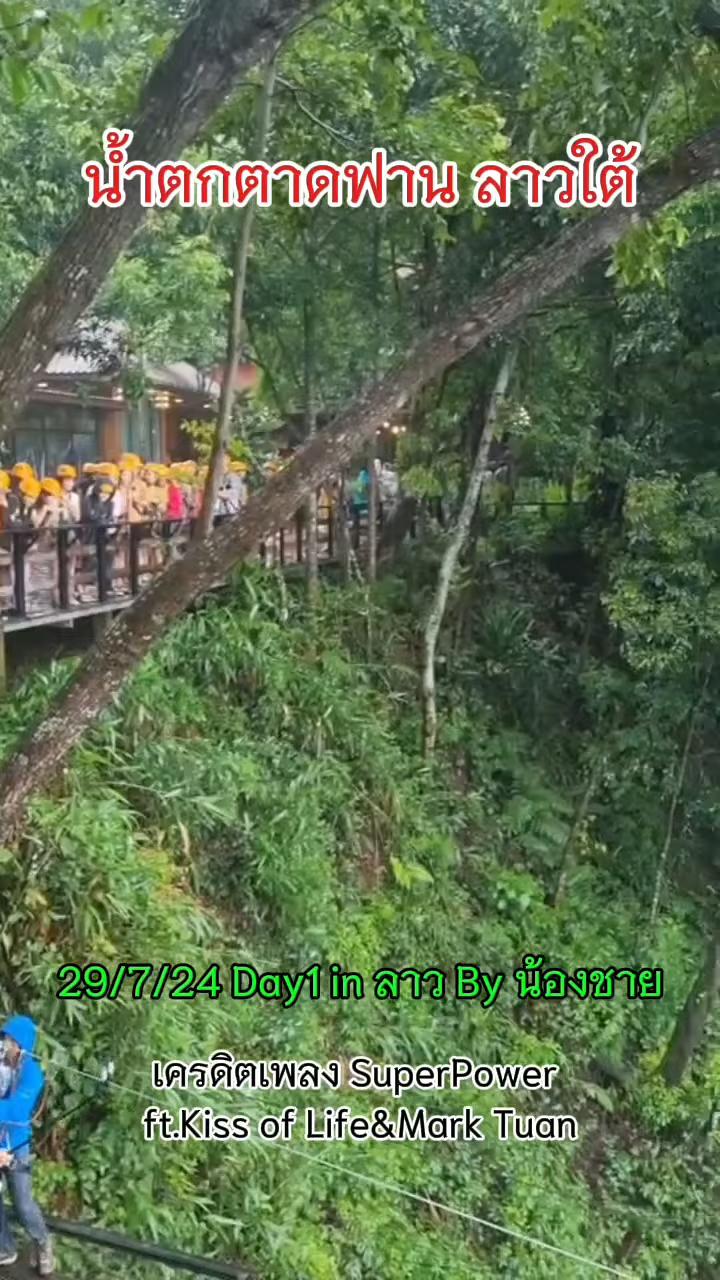 น้ำตกตาดฟาน ลาวใต้
29/7/24 Day1 in ลาว By น้องชาย
เครดิตเพลง SuperPower
ft.Kiss of Life&Mark Tuan